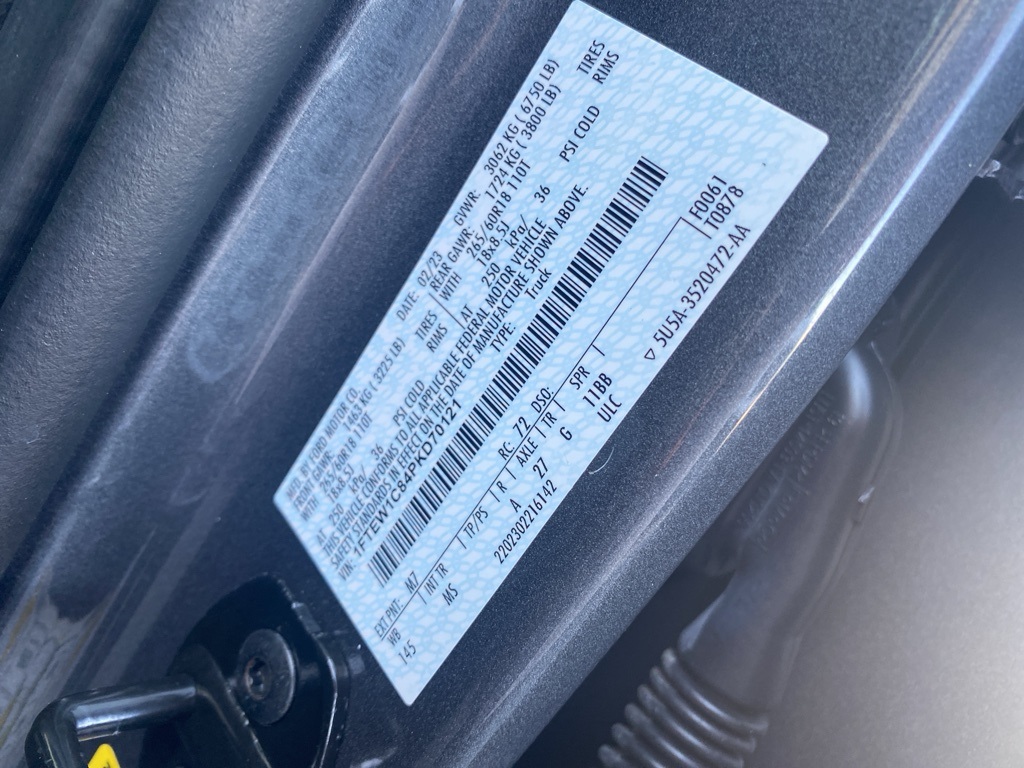 MFD. BY FORD MOTOR CO.
DATE: 02/23 GVWR: 3062 KG ( 6750 LB)
FRONT GAWR: 1463 KG ( 3225 LB) REAR GAWR: 1724 KG ( 3800 LB)
WITH 265/60R18 110T TIRES WITH 265/60R18 110T TIRES
18x8.5J RIMS 18x8.5J RIMS
AT 250 kPa/ 36 PSI COLD AT 250 kPa/ 36 PSI COLD
THIS VEHICLE CONFORMS TO ALL APPLICABLE FEDERAL MOTOR VEHICLE
SAFETY STANDARDS IN EFFECT ON THE DATE OF MANUFACTURE SHOWN ABOVE.
VIN: 1FTEW1C84PKD70121 TYPE: Truck
EXT PNT: M7 RC: 72 DSO: F0061
WB INT TR TP/PS R AXLE TR SPR T0878
145 MS A 27 G 11BB
2202302216142 ULC
▽ 5U5A-3520472-AA